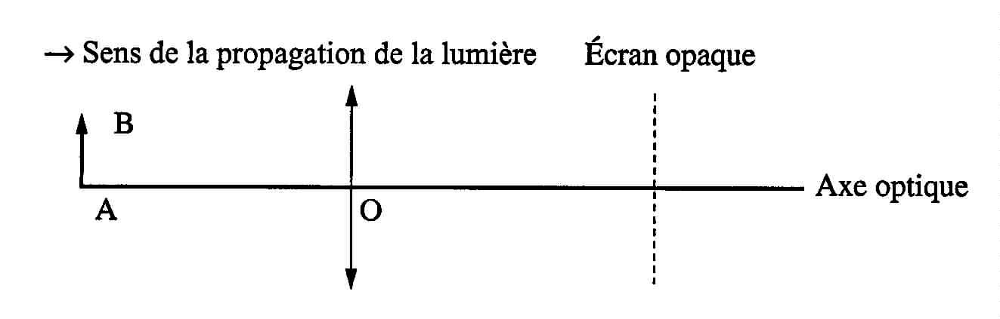 → Sens de la propagation de la lumière
Écran opaque
B
A
O
Axe optique